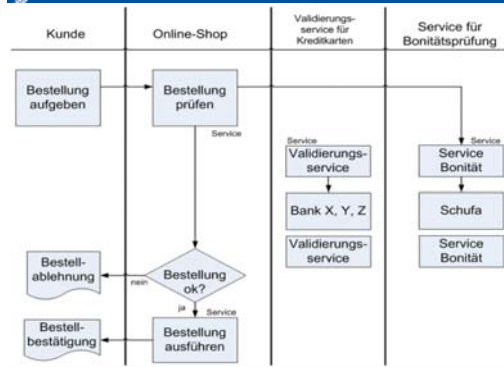 Kunde
Online-Shop
Validierungs-
service für
Kreditkarten
Service für
Bonitätsprüfung
Bestellung
aufgeben
Bestellung
prüfen
Service
Service
Validierungs-
service
Service
Service
Bonität
Bank X, Y, Z
Schufa
Validierungs-
service
Service
Bonität
Bestell-
ablehnung
nein
Bestellung
ok?
ja
Service
Bestell-
bestätigung
Bestellung
ausführen